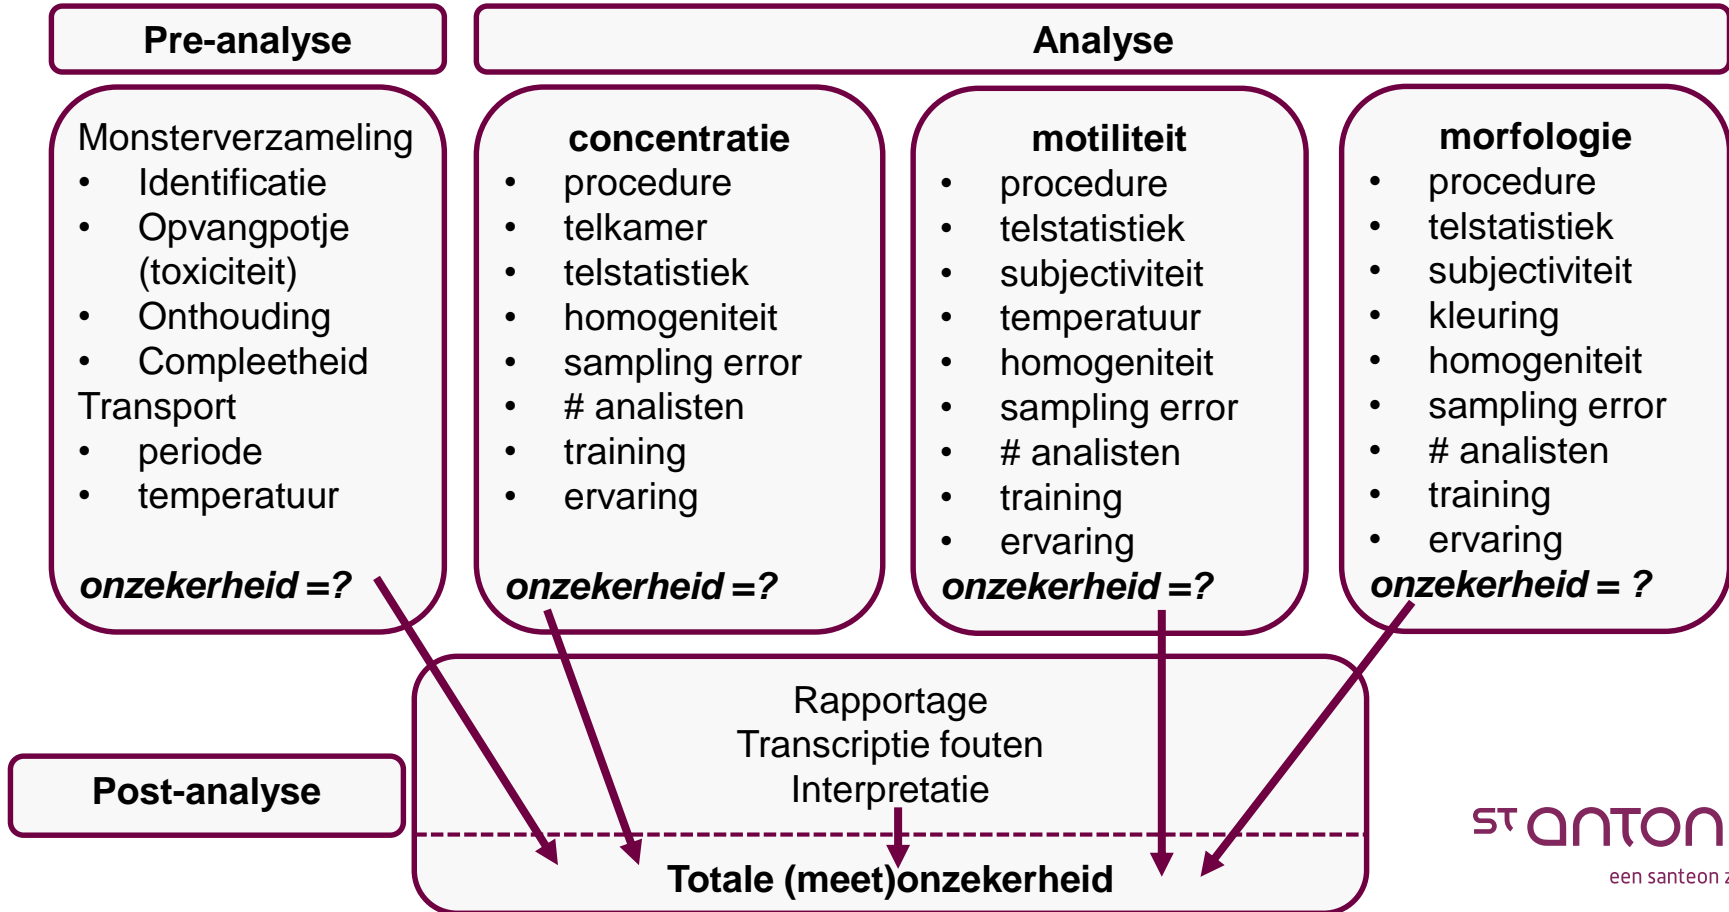 Pre-analyse
Analyse
Monsterverzameling
• Identificatie
• Opvangpotje
(toxiciteit)
• Onthouding
• Compleetheid
Transport
• periode
• temperatuur
onzekerheid =?
concentratie
• procedure
• telkamer
• telstatistiek
• homogeniteit
• sampling error
• # analisten
• training
• ervaring
onzekerheid =?
motiliteit
• procedure
• telstatistiek
• subjectiviteit
• temperatuur
• homogeniteit
• sampling error
• # analisten
• training
• ervaring
onzekerheid =?
morfologie
• procedure
• telstatistiek
• subjectiviteit
• kleuring
• homogeniteit
• sampling error
• # analisten
• training
• ervaring
onzekerheid = ?
Rapportage
Transcriptie fouten
Interpretatie
Post-analyse
Totale (meet)onzekerheid
ST anton
een santeon z